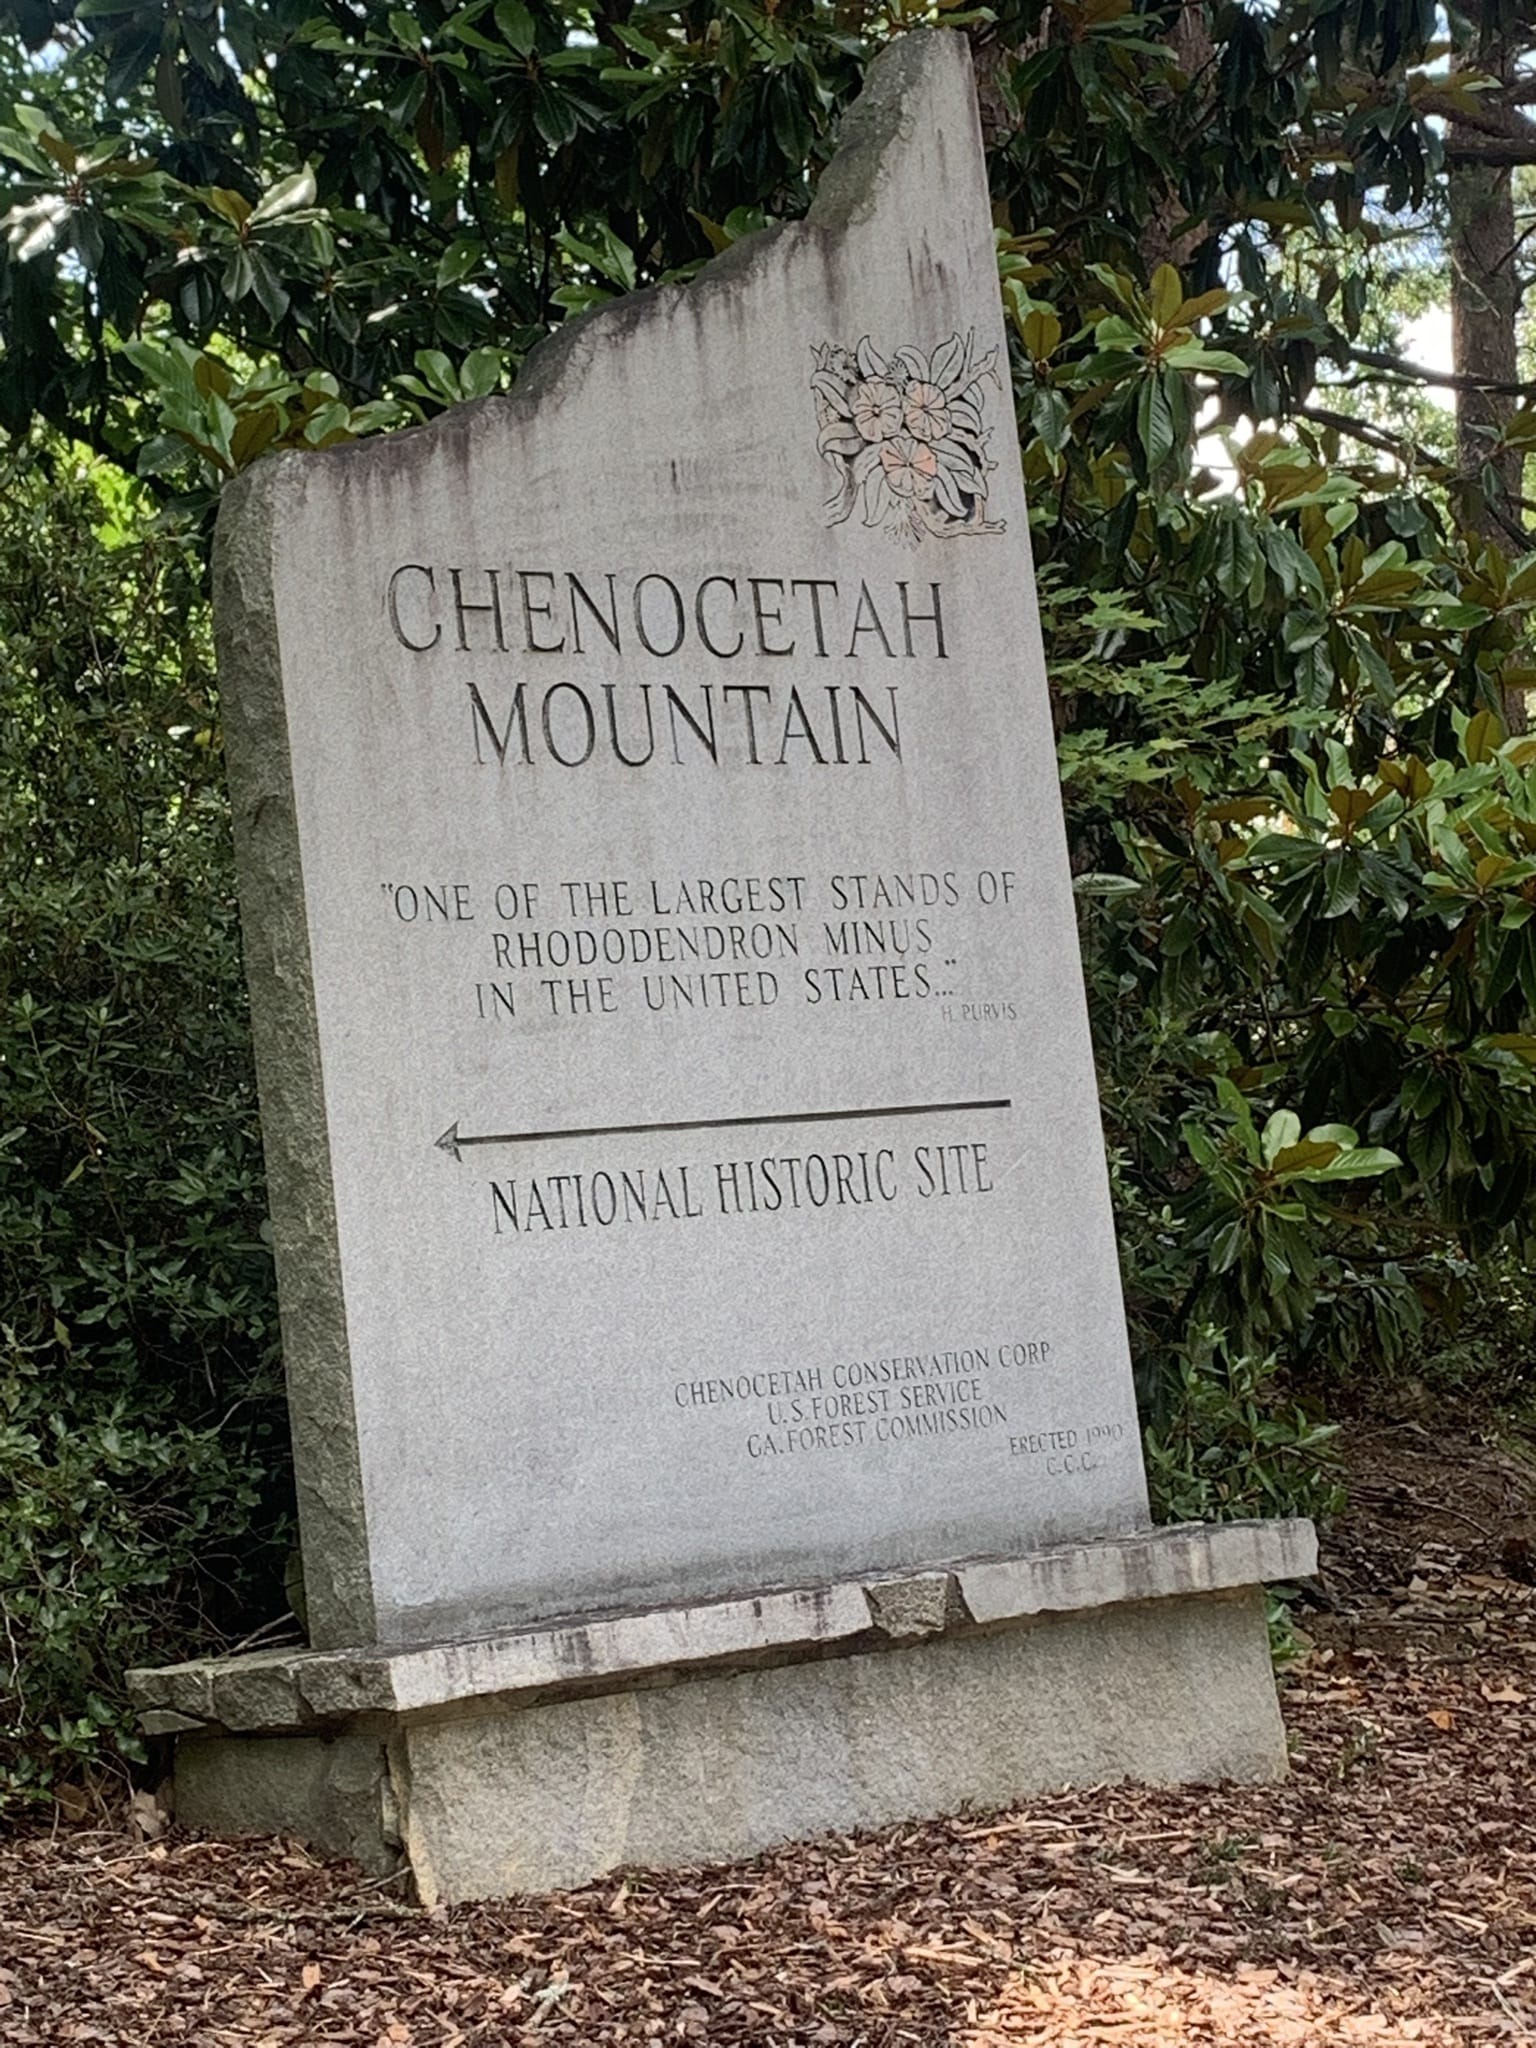 CHENOCETAH
MOUNTAIN
"ONE OF THE LARGEST STANDS OF
RHODODENDRON MINUS
IN THE UNITED STATES..."
H. PURVIS
NATIONAL HISTORIC SITE
CHENOCETAH CONSERVATION CORP
U.S. FOREST SERVICE
GA. FOREST COMMISSION
ERECTED 1990
C.C.C.